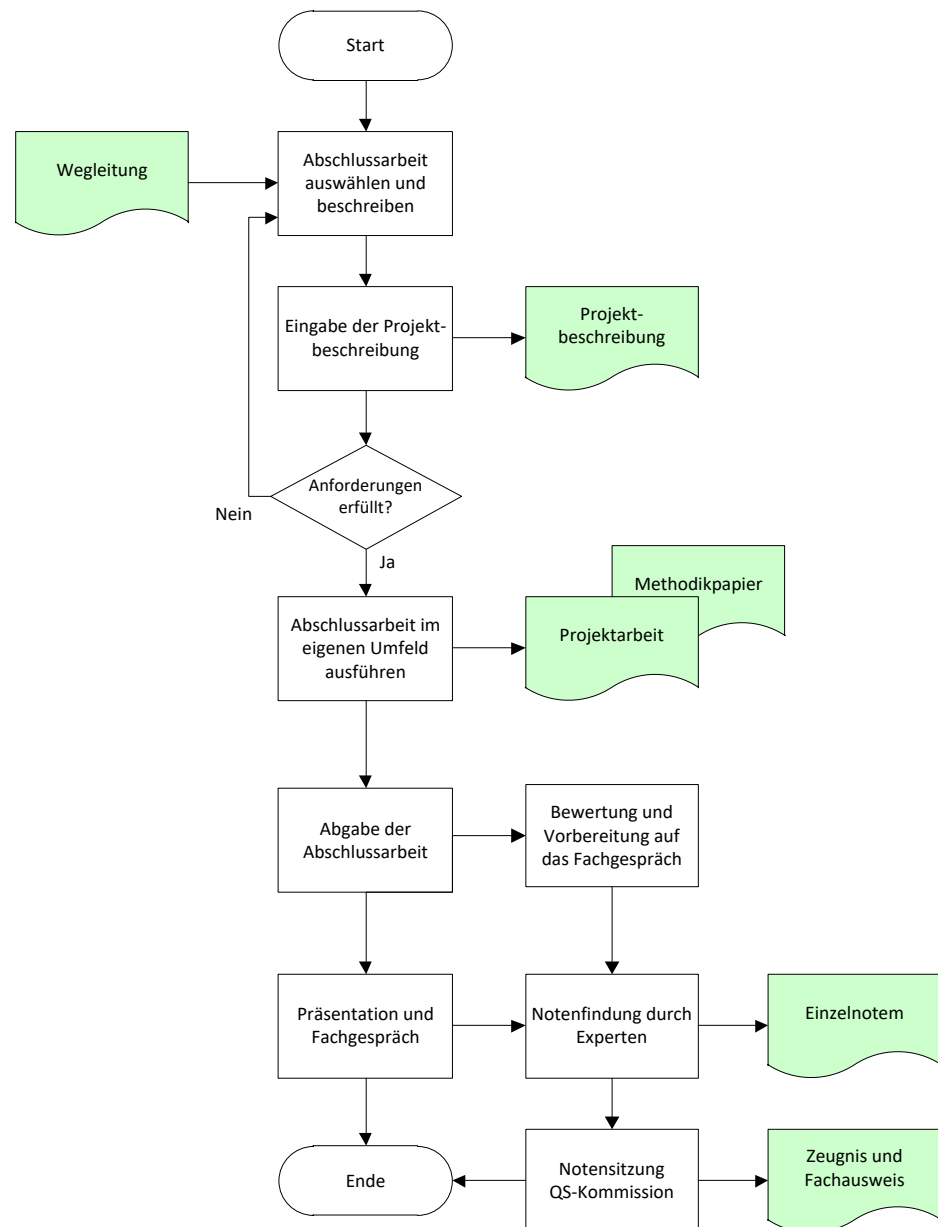 Start
Wegleitung
Abschlussarbeit
auswählen und
beschreiben
Eingabe der Projekt-
beschreibung
Projekt-
beschreibung
Anforderungen
erfüllt?
Nein
Ja
Methodikpapier
Abschlussarbeit im
eigenen Umfeld
ausführen
Projektarbeit
Abgabe der
Abschlussarbeit
Bewertung und
Vorbereitung auf
das Fachgespräch
Präsentation und
Fachgespräch
Notenfindung durch
Experten
Einzelnotem
Ende
Notensitzung
QS-Kommission
Zeugnis und
Fachausweis